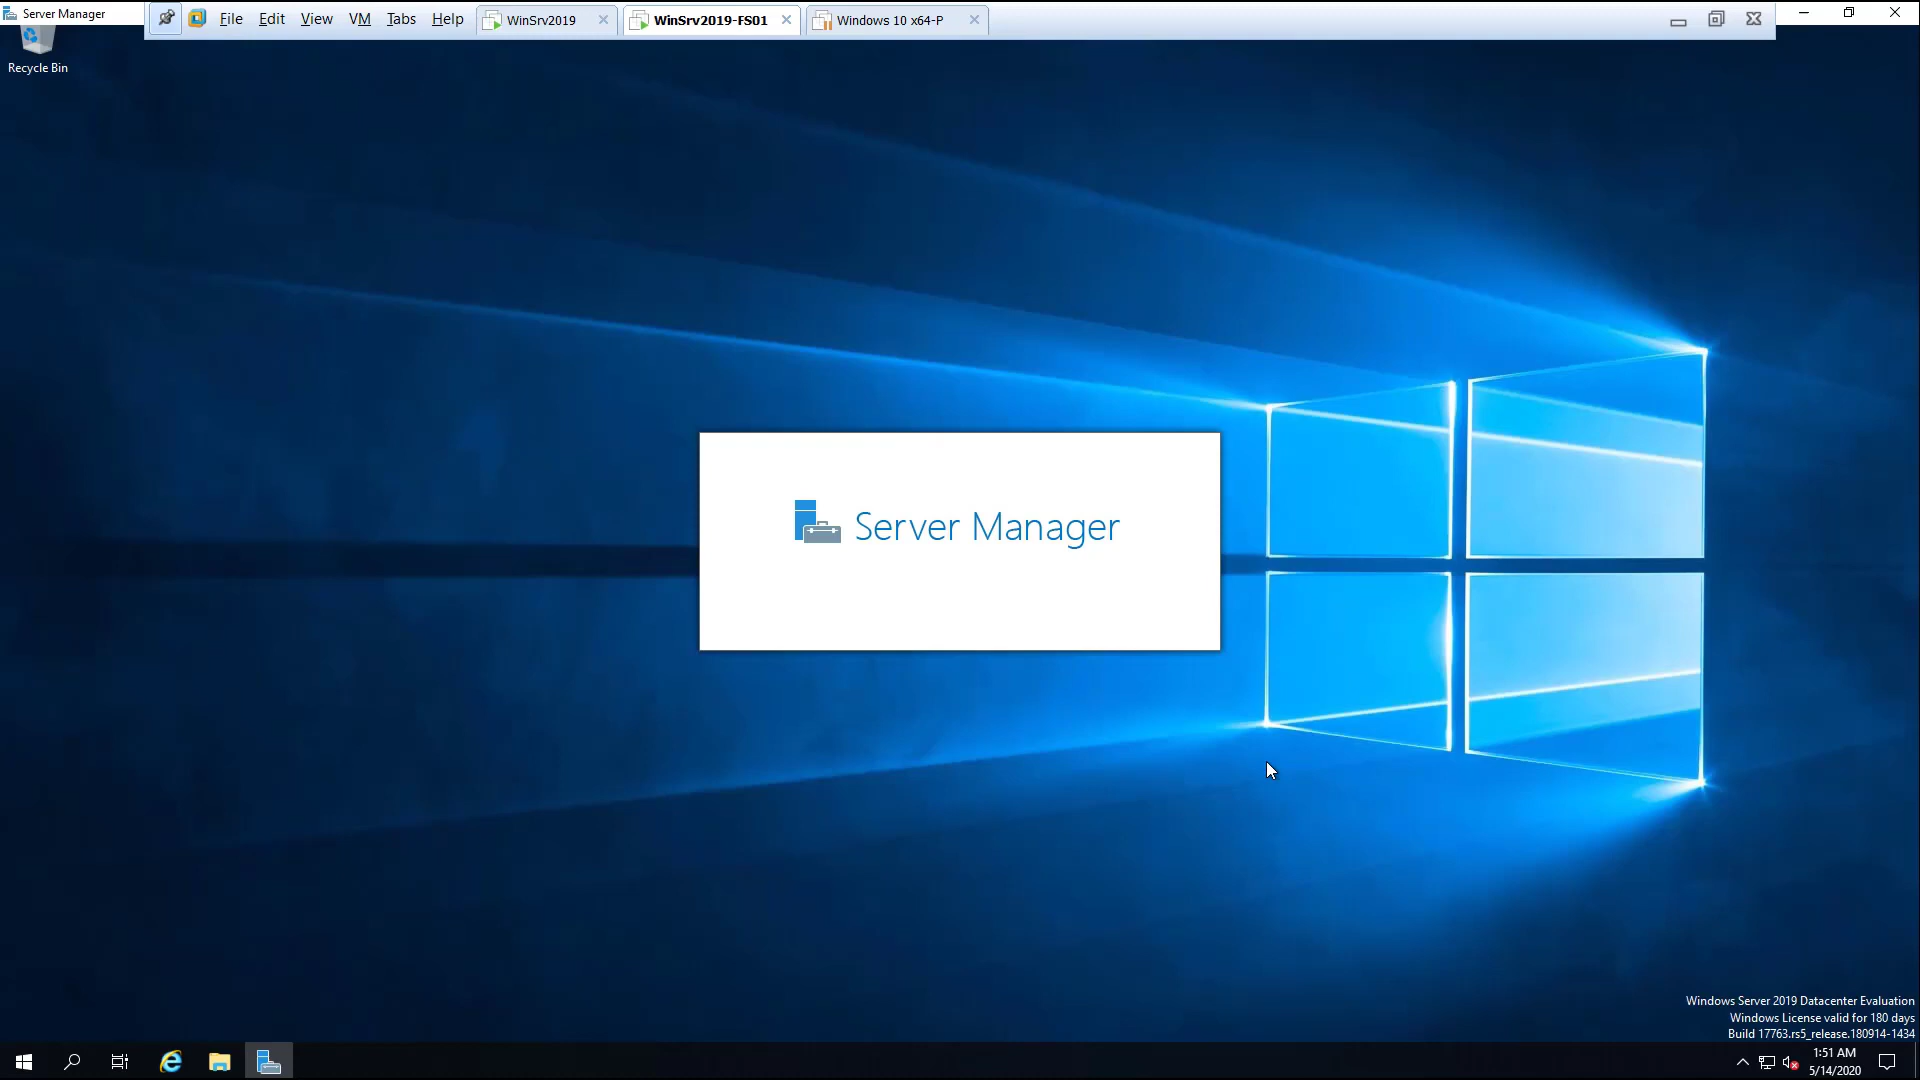 Server Manager
File Edit View VM Tabs Help WinSrv2019 WinSrv2019-FS01 Windows 10 x64-P
Recycle Bin
Server Manager
Windows Server 2019 Datacenter Evaluation
Windows License valid for 180 days
Build 17763.rs5_release.180914-1434
1:51 AM
5/14/2020